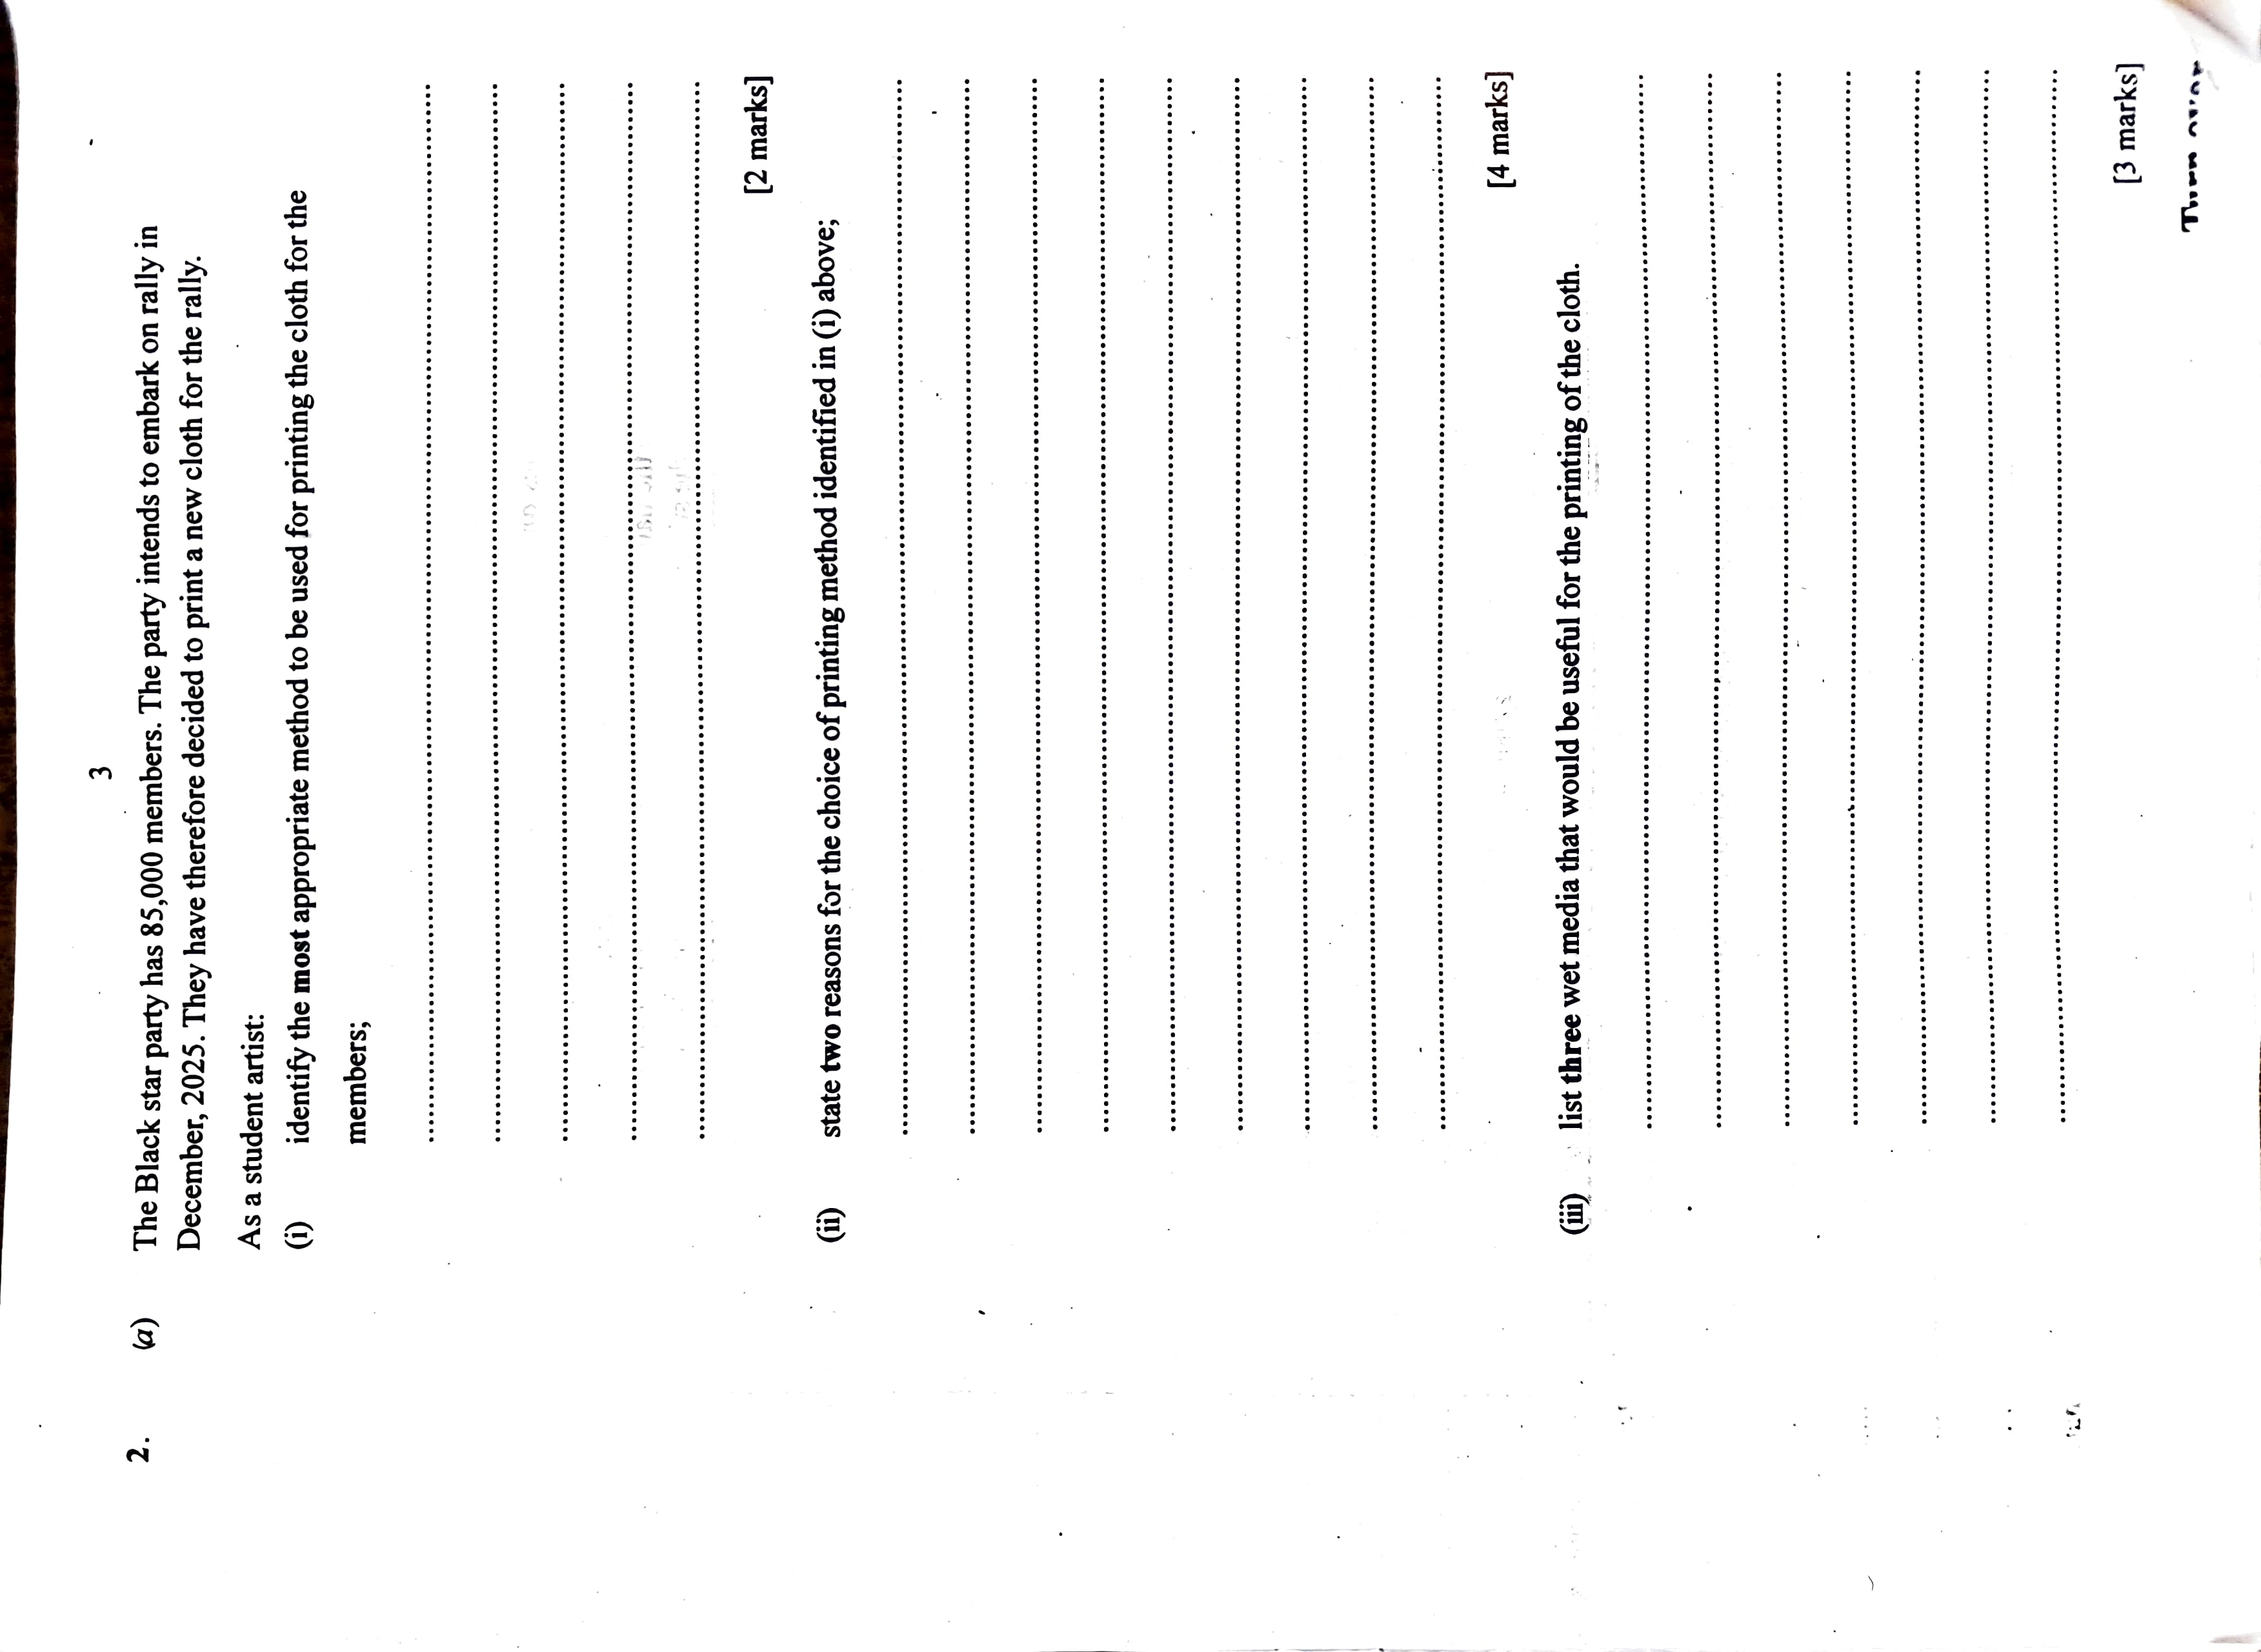 3
2. (a) The Black star party has 85,000 members. The party intends to embark on rally in
December, 2025. They have therefore decided to print a new cloth for the rally.
As a student artist:
(i) identify the most appropriate method to be used for printing the cloth for the
members;
[2 marks]
(ii) state two reasons for the choice of printing method identified in (i) above;
[4 marks]
(iii) list three wet media that would be useful for the printing of the cloth.
[3 marks]